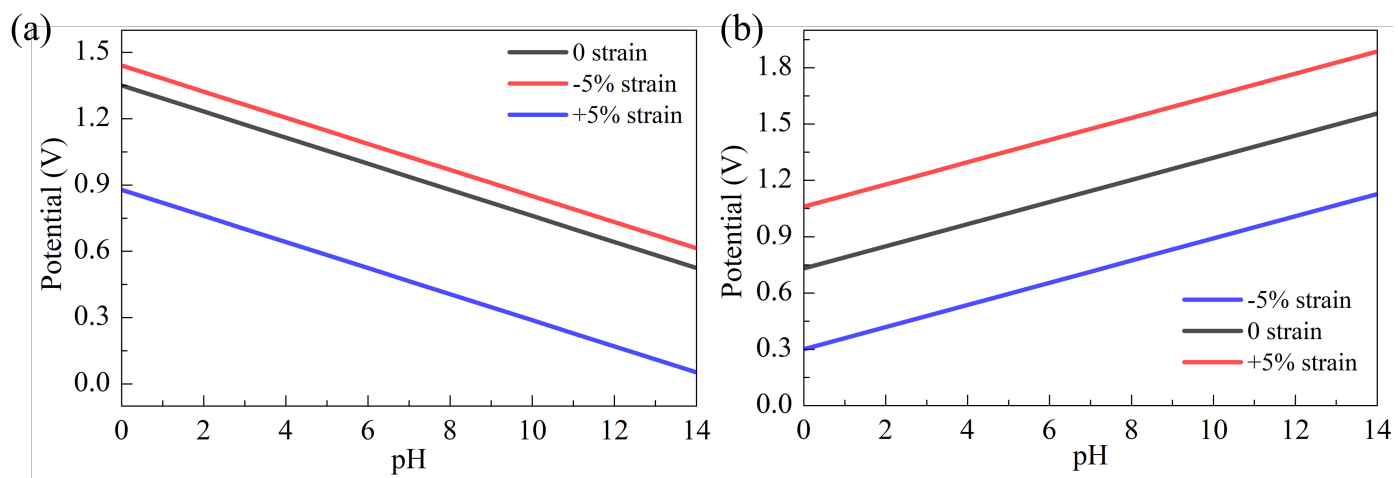 (a)
Potential (V)
1.5
1.2
0.9
0.6
0.3
0.0
0 strain
-5% strain
+5% strain
0 2 4 6 8 10 12 14
pH
(b)
Potential (V)
1.8
1.5
1.2
0.9
0.6
0.3
0.0
-5% strain
0 strain
+5% strain
0 2 4 6 8 10 12 14
pH